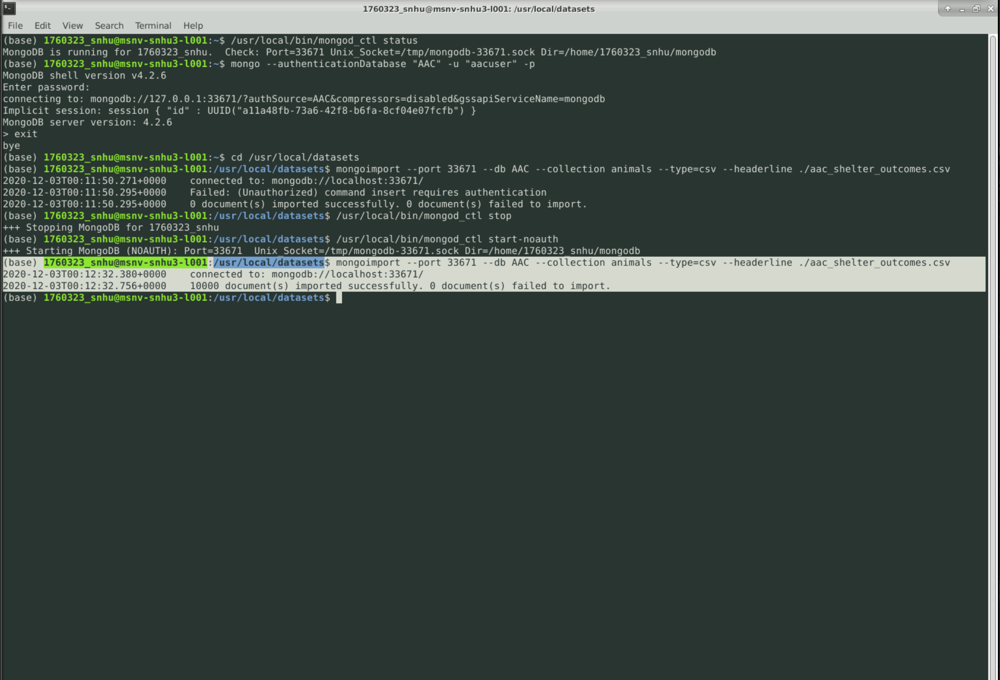 1760323_snhu@msnv-snhu3-l001: /usr/local/datasets
File Edit View Search Terminal Help
(base) 1760323_snhu@msnv-snhu3-l001:~$ /usr/local/bin/mongod_ctl status
MongoDB is running for 1760323_snhu.  Check: Port=33671 Unix_Socket=/tmp/mongodb-33671.sock Dir=/home/1760323_snhu/mongodb
(base) 1760323_snhu@msnv-snhu3-l001:~$ mongo --authenticationDatabase "AAC" -u "aacuser" -p
MongoDB shell version v4.2.6
Enter password:
connecting to: mongodb://127.0.0.1:33671/?authSource=AAC&compressors=disabled&gssapiServiceName=mongodb
Implicit session: session { "id" : UUID("a11a48fb-73a6-42f8-b6fa-8cf04e07fcfb") }
MongoDB server version: 4.2.6
> exit
bye
(base) 1760323_snhu@msnv-snhu3-l001:~$ cd /usr/local/datasets
(base) 1760323_snhu@msnv-snhu3-l001:/usr/local/datasets$ mongoimport --port 33671 --db AAC --collection animals --type=csv --headerline ./aac_shelter_outcomes.csv
2020-12-03T00:11:50.271+0000    connected to: mongodb://localhost:33671/
2020-12-03T00:11:50.295+0000    Failed: (Unauthorized) command insert requires authentication
2020-12-03T00:11:50.295+0000    0 document(s) imported successfully. 0 document(s) failed to import.
(base) 1760323_snhu@msnv-snhu3-l001:/usr/local/datasets$ /usr/local/bin/mongod_ctl stop
+++ Stopping MongoDB for 1760323_snhu
(base) 1760323_snhu@msnv-snhu3-l001:/usr/local/datasets$ /usr/local/bin/mongod_ctl start-noauth
+++ Starting MongoDB (NOAUTH): Port=33671  Unix_Socket=/tmp/mongodb-33671.sock Dir=/home/1760323_snhu/mongodb
(base) 1760323_snhu@msnv-snhu3-l001:/usr/local/datasets$ mongoimport --port 33671 --db AAC --collection animals --type=csv --headerline ./aac_shelter_outcomes.csv
2020-12-03T00:12:32.380+0000    connected to: mongodb://localhost:33671/
2020-12-03T00:12:32.756+0000    10000 document(s) imported successfully. 0 document(s) failed to import.
(base) 1760323_snhu@msnv-snhu3-l001:/usr/local/datasets$